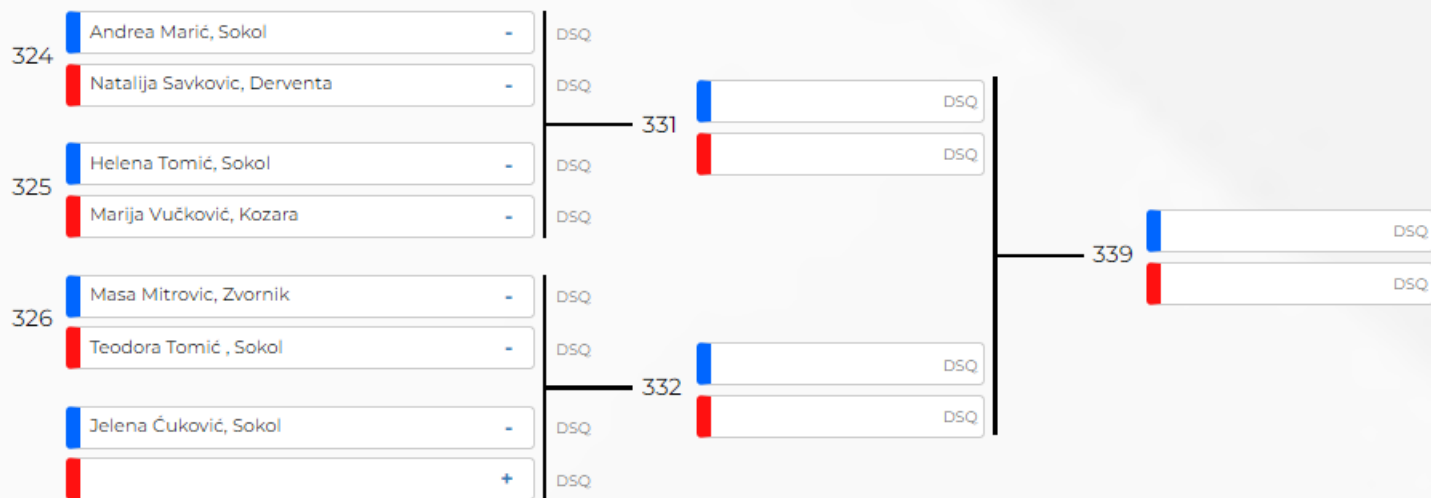 324
Andrea Marić, Sokol - DSQ
Natalija Savkovic, Derventa - DSQ
325
Helena Tomić, Sokol - DSQ
Marija Vučković, Kozara - DSQ
326
Masa Mitrovic, Zvornik - DSQ
Teodora Tomić , Sokol - DSQ
Jelena Ćuković, Sokol - DSQ
+ DSQ
331
DSQ
DSQ
332
DSQ
DSQ
339
DSQ
DSQ